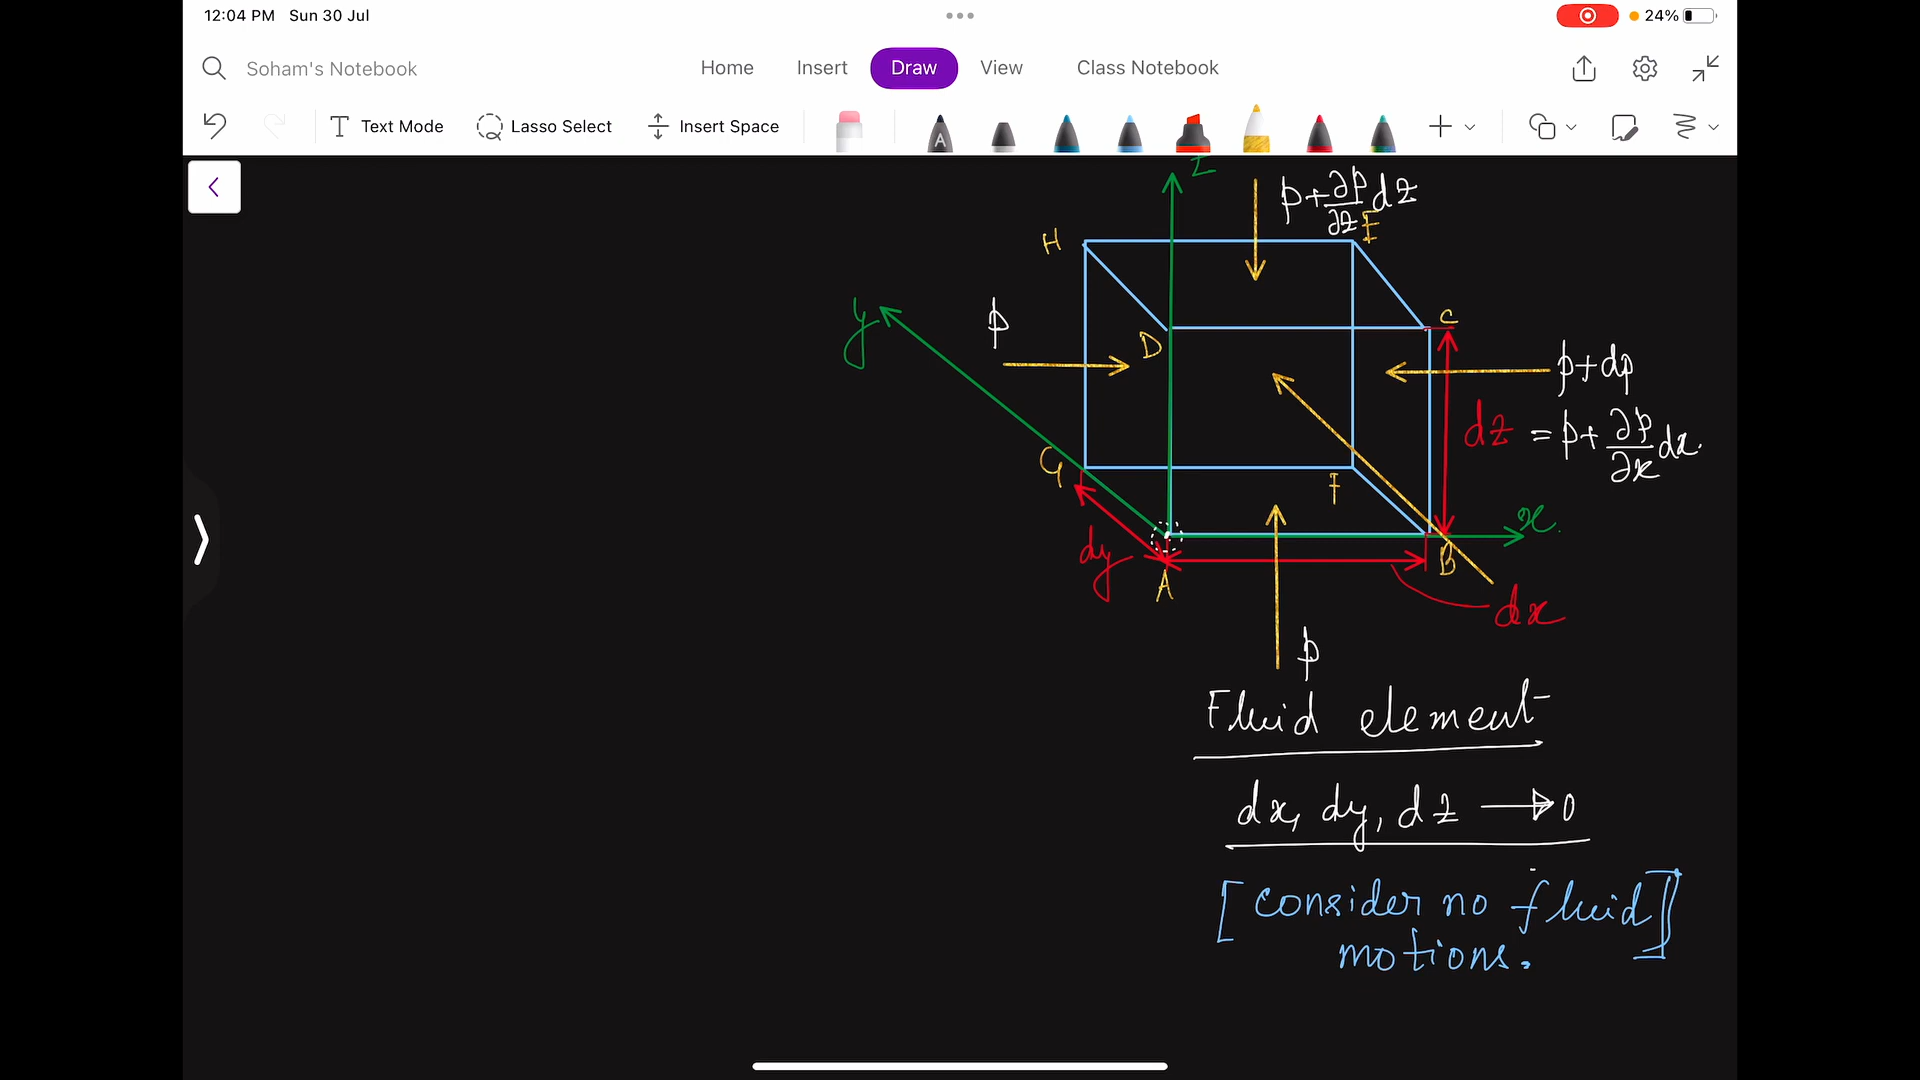 12:04 PM Sun 30 Jul
24%
Soham's Notebook
Home Insert Draw View Class Notebook
Text Mode Lasso Select Insert Space
A
z
p+∂p/∂z dz
H
E
y
p
D
C
p+dp
dz = p+ ∂p/∂x dx.
G
F
x.
dy
A
B
dx
p
Fluid element
dx, dy, dz → 0
[consider no fluid]
motions.